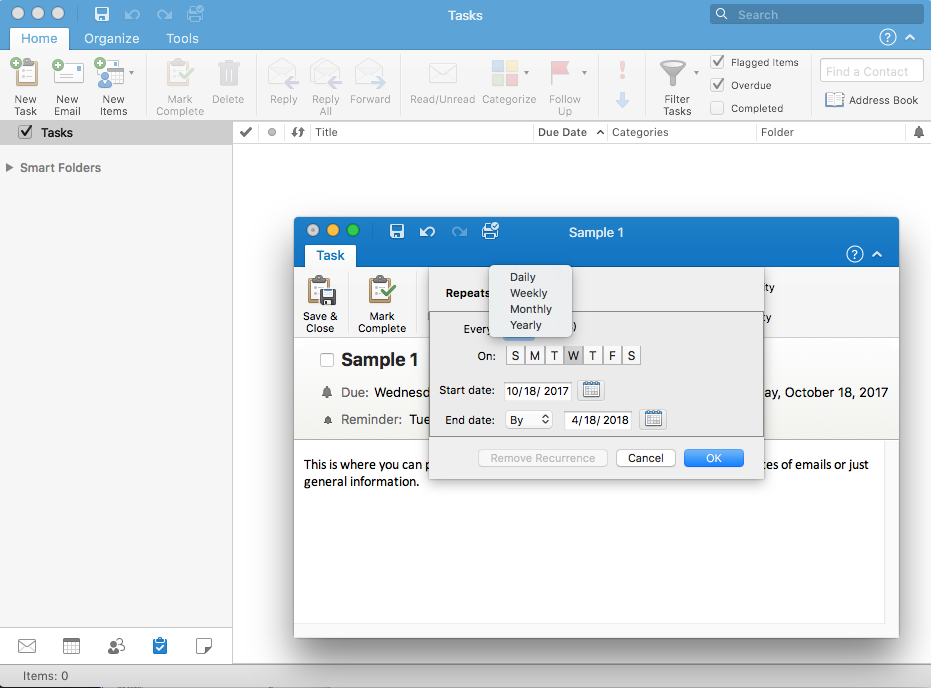 Tasks
Search
Home Organize Tools
?
New Task
New Email
New Items
Mark Complete
Delete
Reply
Reply All
Forward
Read/Unread
Categorize
Follow Up
Filter Tasks
Flagged Items
Overdue
Completed
Find a Contact
Address Book
Tasks
Title Due Date Categories Folder
Smart Folders
Sample 1
Task
?
Save & Close
Mark Complete
Repeats
Daily
Weekly
Monthly
Yearly
Every
On: S M T W T F S
Start date: 10/18/2017
End date: By 4/18/2018
Remove Recurrence Cancel OK
Sample 1
Due: Wednesd ay, October 18, 2017
Reminder: Tue
This is where you can p es of emails or just
general information.
Items: 0